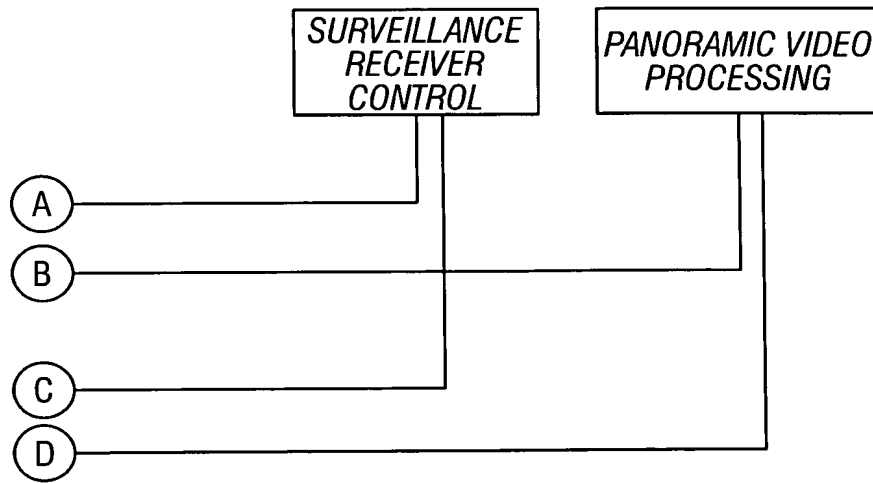 SURVEILLANCE
RECEIVER
CONTROL
PANORAMIC VIDEO
PROCESSING
A
B
C
D